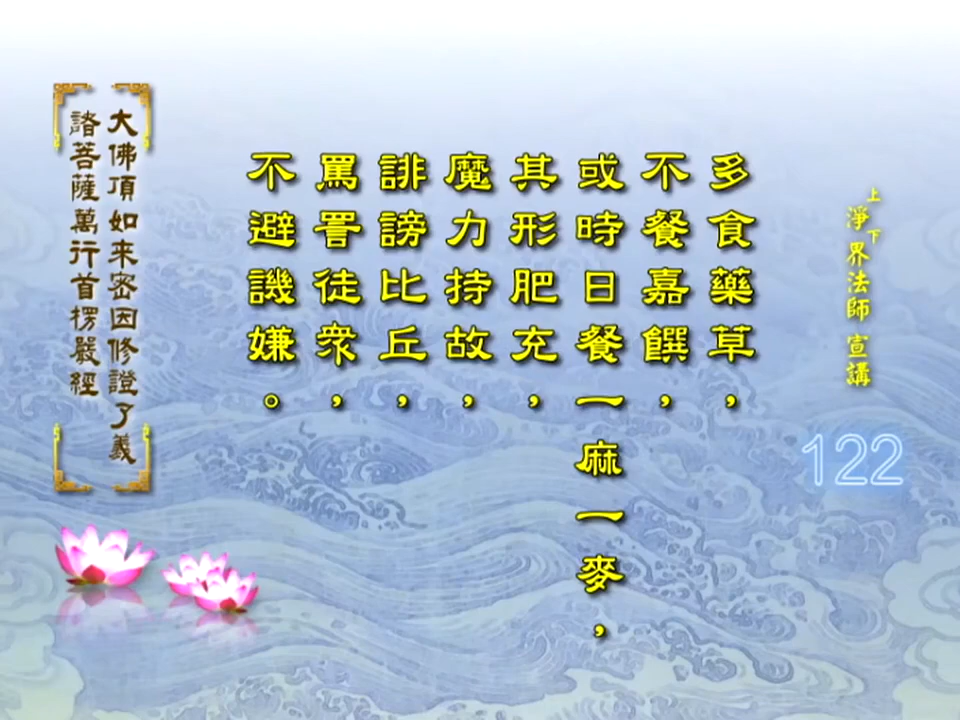 上淨下界法師 宣講
122
多食藥草，
不餐嘉饌，
或時日餐一麻一麥，
其形肥充，
魔力持故，
誹謗比丘，
罵詈徒眾，
不避譏嫌。
大佛頂如來密因修證了義
諸菩薩萬行首楞嚴經